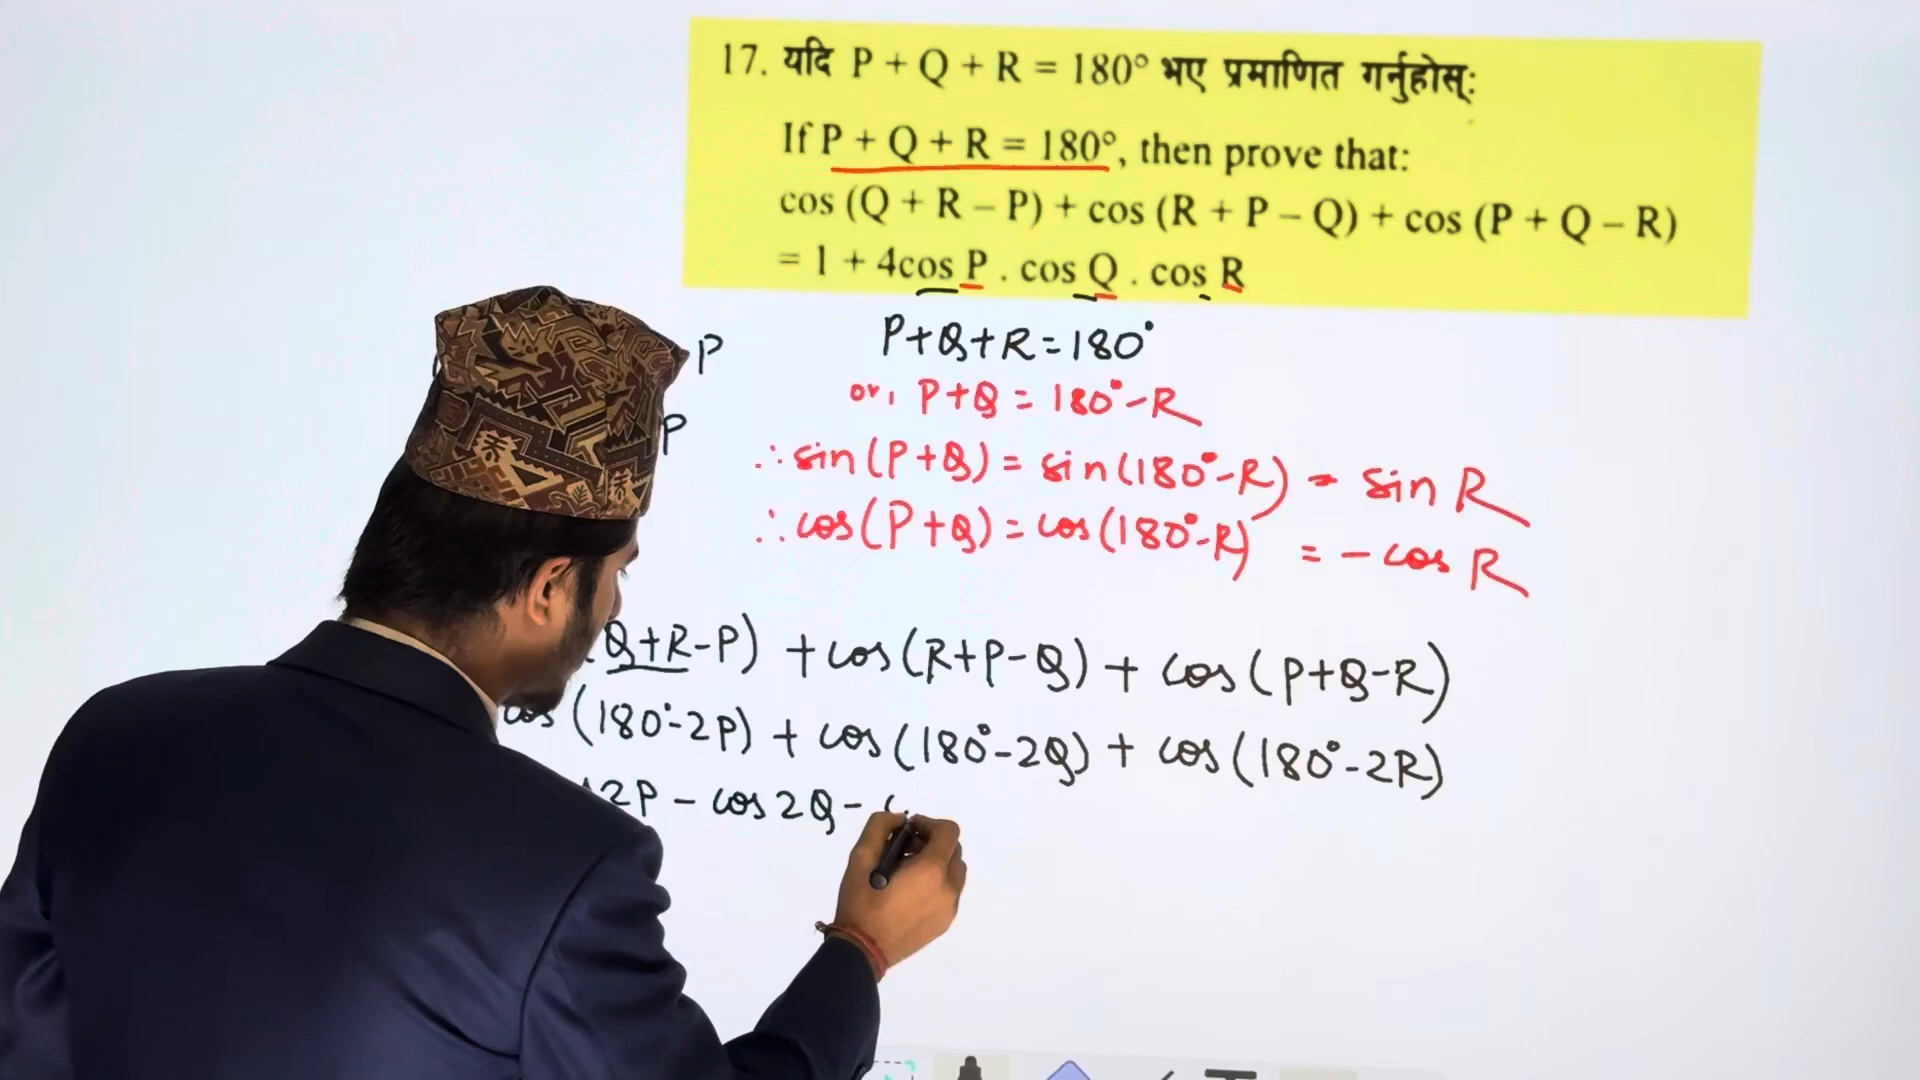 17. यदि P + Q + R = 180° भए प्रमाणित गर्नुहोस्:
If P + Q + R = 180°, then prove that:
cos (Q + R – P) + cos (R + P – Q) + cos (P + Q – R)
= 1 + 4cos P . cos Q . cos R
P
P+Q+R=180°
or, P+Q = 180°-R
P
∴ sin(P+Q) = sin(180°-R) = sin R
∴ cos(P+Q) = cos(180°-R) = - cos R
Q+R-P) + cos(R+P-Q) + cos(P+Q-R)
cos (180°-2P) + cos(180°-2Q) + cos(180°-2R)
2P - cos2Q -